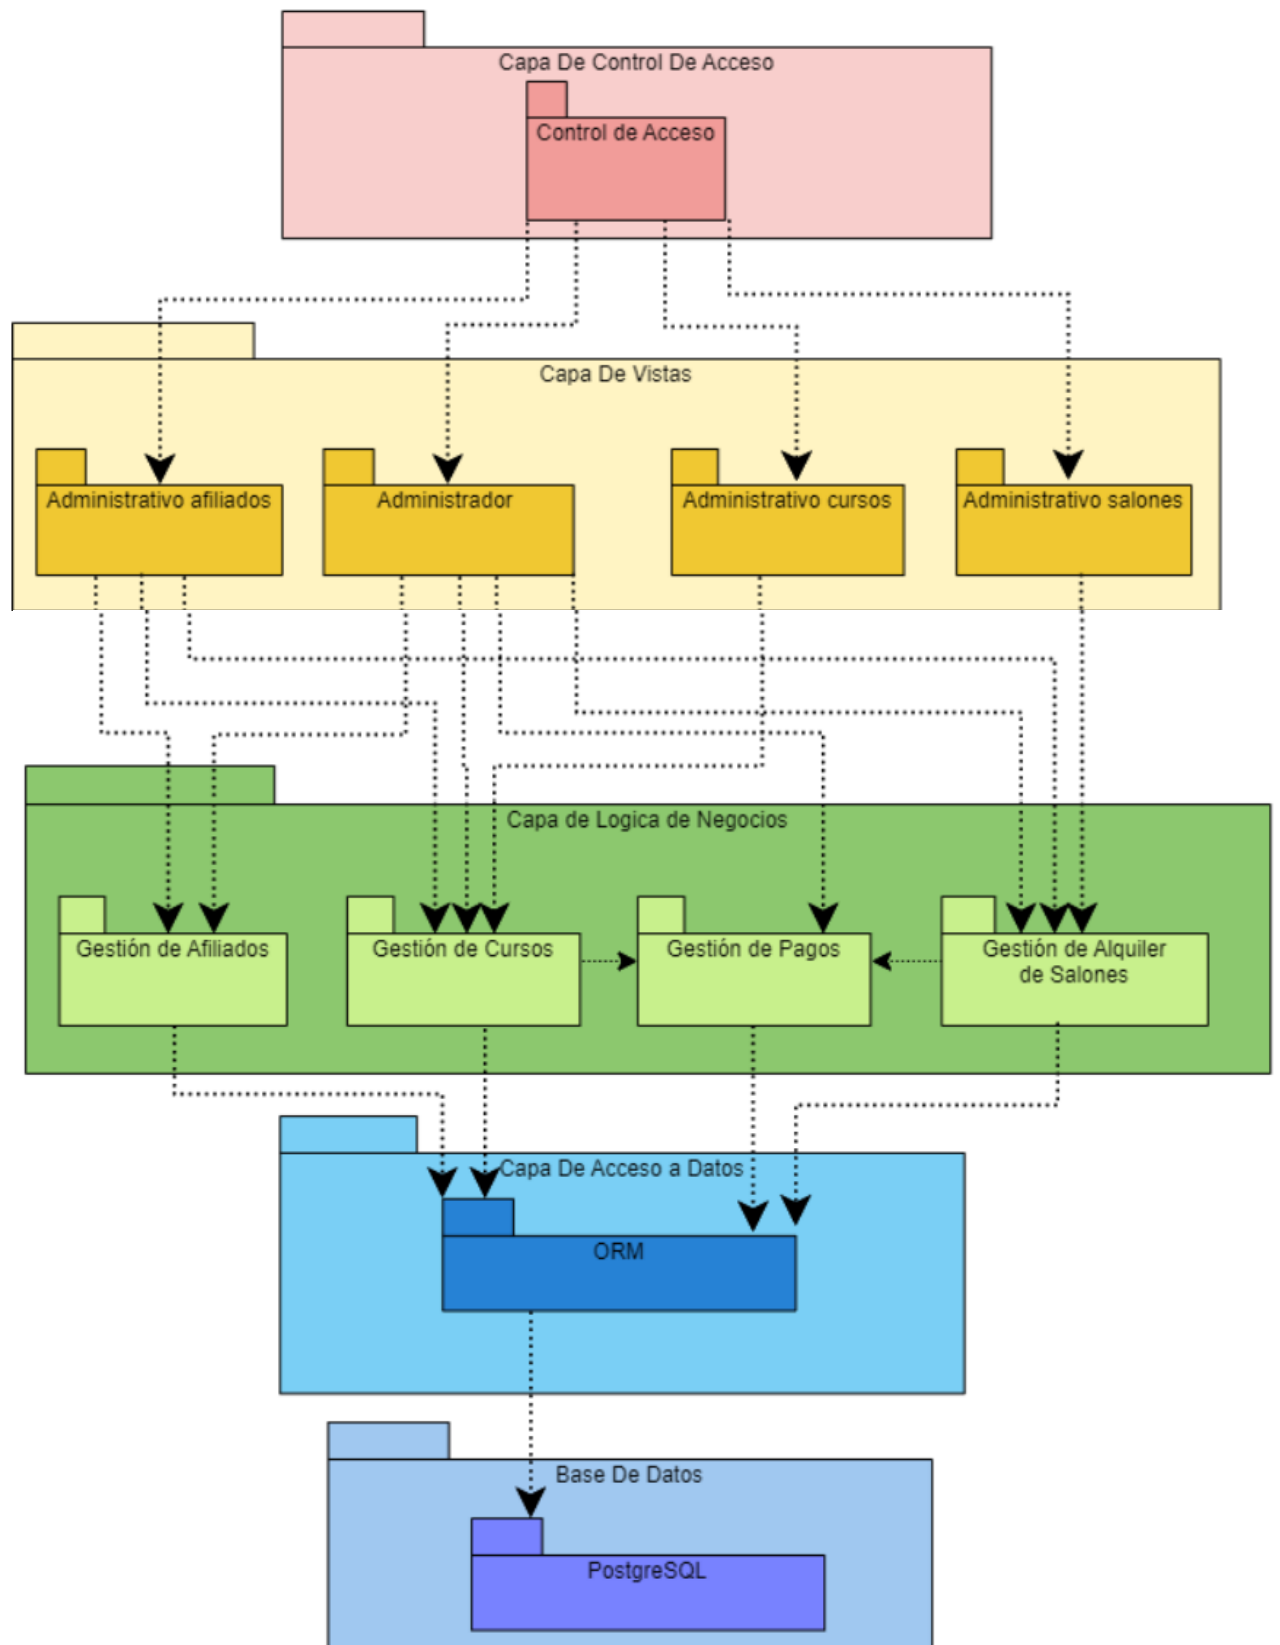 Capa De Control De Acceso
Control de Acceso
Capa De Vistas
Administrativo afiliados
Administrador
Administrativo cursos
Administrativo salones
Capa de Logica de Negocios
Gestión de Afiliados
Gestión de Cursos
Gestión de Pagos
Gestión de Alquiler
de Salones
Capa De Acceso a Datos
ORM
Base De Datos
PostgreSQL